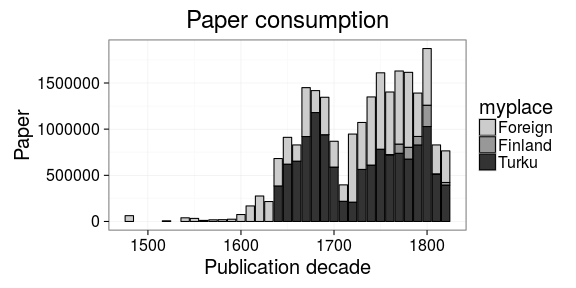 Paper consumption
Paper
1500000
1000000
500000
0
1500 1600 1700 1800
Publication decade
myplace
Foreign
Finland
Turku